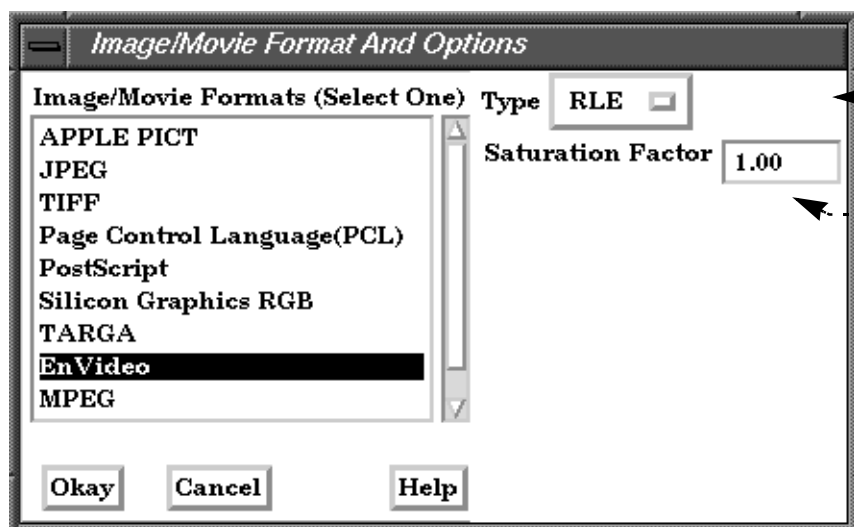 Image/Movie Format And Options
Image/Movie Formats (Select One)
APPLE PICT
JPEG
TIFF
Page Control Language(PCL)
PostScript
Silicon Graphics RGB
TARGA
EnVideo
MPEG
Type RLE
Saturation Factor 1.00
Okay Cancel Help